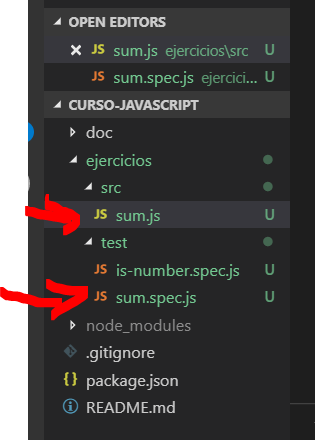 OPEN EDITORS
JS sum.js ejercicios\src U
JS sum.spec.js ejercici... U
CURSO-JAVASCRIPT
doc
ejercicios
src
JS sum.js U
test
JS is-number.spec.js U
JS sum.spec.js U
node_modules
.gitignore
{} package.json
README.md